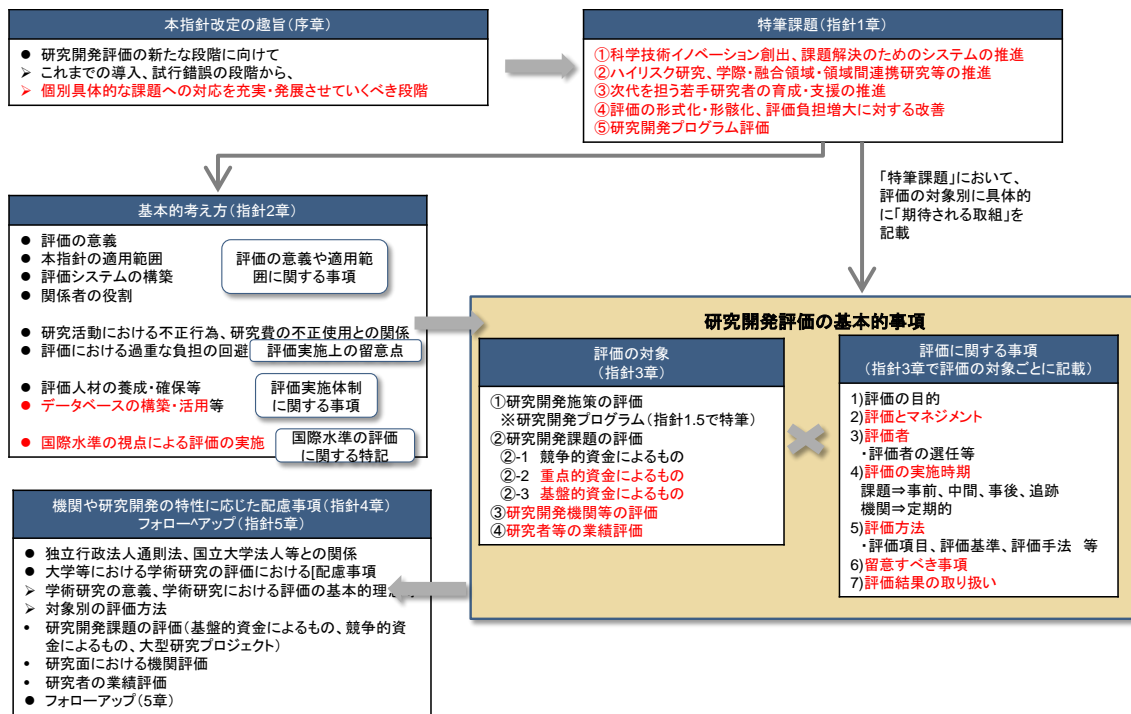 本指針改定の趣旨(序章)
● 研究開発評価の新たな段階に向けて
➢ これまでの導入、試行錯誤の段階から、
➢ 個別具体的な課題への対応を充実・発展させていくべき段階
特筆課題(指針1章)
①科学技術イノベーション創出、課題解決のためのシステムの推進
②ハイリスク研究、学際・融合領域・領域間連携研究等の推進
③次代を担う若手研究者の育成・支援の推進
④評価の形式化・形骸化、評価負担増大に対する改善
⑤研究開発プログラム評価
「特筆課題」において、
評価の対象別に具体的
に「期待される取組」を
記載
基本的考え方(指針2章)
● 評価の意義
● 本指針の適用範囲
● 評価システムの構築
● 関係者の役割
評価の意義や適用範
囲に関する事項
● 研究活動における不正行為、研究費の不正使用との関係
● 評価における過重な負担の回避
評価実施上の留意点
● 評価人材の養成・確保等
● データベースの構築・活用等
評価実施体制
に関する事項
● 国際水準の視点による評価の実施
国際水準の評価
に関する特記
研究開発評価の基本的事項
評価の対象
(指針3章)
①研究開発施策の評価
※研究開発プログラム(指針1.5で特筆)
②研究開発課題の評価
②-1 競争的資金によるもの
②-2 重点的資金によるもの
②-3 基盤的資金によるもの
③研究開発機関等の評価
④研究者等の業績評価
評価に関する事項
(指針3章で評価の対象ごとに記載)
1)評価の目的
2)評価とマネジメント
3)評価者
・評価者の選任等
4)評価の実施時期
課題⇒事前、中間、事後、追跡
機関⇒定期的
5)評価方法
・評価項目、評価基準、評価手法 等
6)留意すべき事項
7)評価結果の取り扱い
機関や研究開発の特性に応じた配慮事項(指針4章)
フォロー^アップ(指針5章)
● 独立行政法人通則法、国立大学法人等との関係
● 大学等における学術研究の評価における[配慮事項
➢ 学術研究の意義、学術研究における評価の基本的理
➢ 対象別の評価方法
• 研究開発課題の評価(基盤的資金によるもの、競争的資
金によるもの、大型研究プロジェクト)
• 研究面における機関評価
• 研究者の業績評価
● フォローアップ(5章)